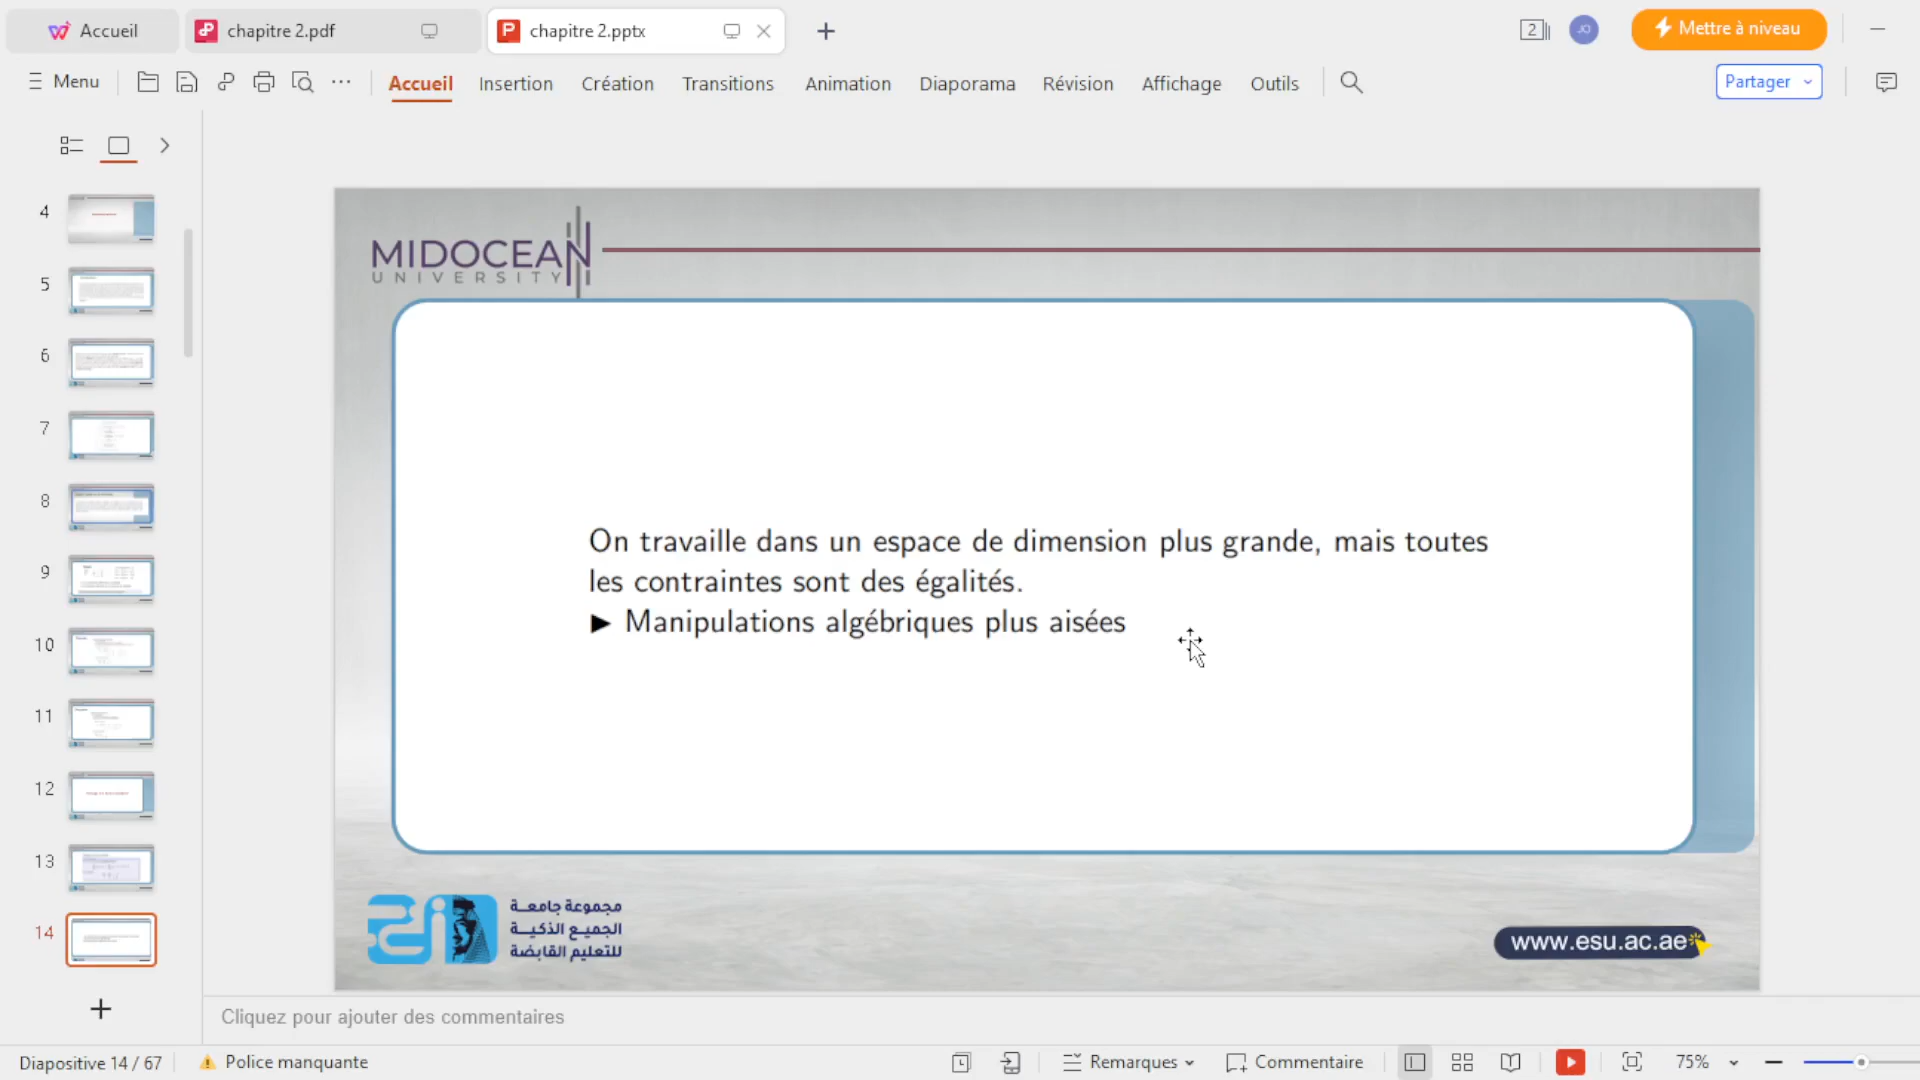 Accueil
chapitre 2.pdf
chapitre 2.pptx
2
JO
Mettre à niveau
Menu
Accueil
Insertion
Création
Transitions
Animation
Diaporama
Révision
Affichage
Outils
Partager
4
5
6
7
8
9
10
11
12
13
14
MIDOCEAN
UNIVERSITY
On travaille dans un espace de dimension plus grande, mais toutes
les contraintes sont des égalités.
▶ Manipulations algébriques plus aisées
مجموعة جامعة
الجميع الذكية
للتعليم القابضة
www.esu.ac.ae
Cliquez pour ajouter des commentaires
Diapositive 14 / 67
Police manquante
Remarques
Commentaire
75%